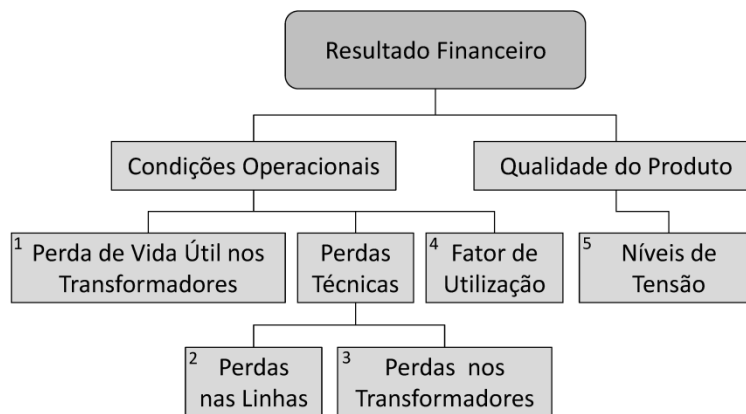 Resultado Financeiro
Condições Operacionais
Qualidade do Produto
1
Perda de Vida Útil nos
Transformadores
Perdas
Técnicas
4
Fator de
Utilização
5
Níveis de
Tensão
2
Perdas
nas Linhas
3
Perdas nos
Transformadores